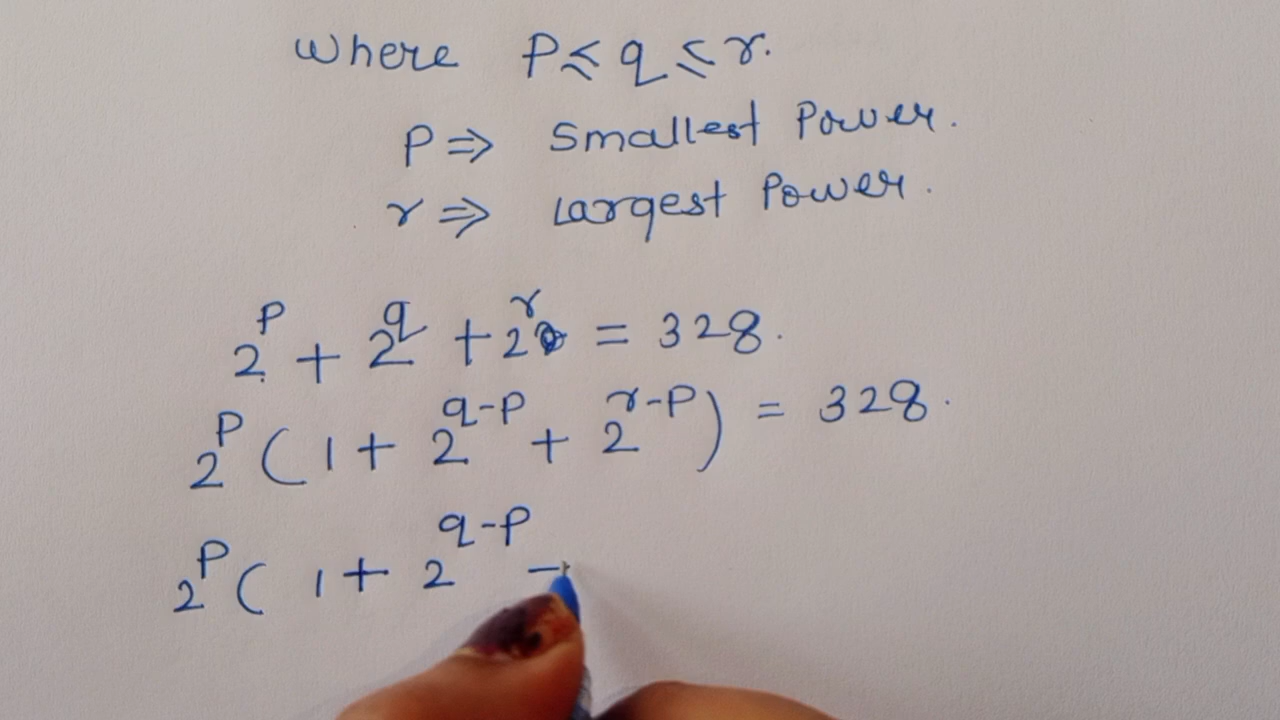 where P ≤ q ≤ r.
P ⇒ Smallest Power.
r ⇒ Largest Power.
2^P + 2^q + 2^r = 328.
2^P ( 1 + 2^(q-P) + 2^(r-P) ) = 328.
2^P ( 1 + 2^(q-P) +